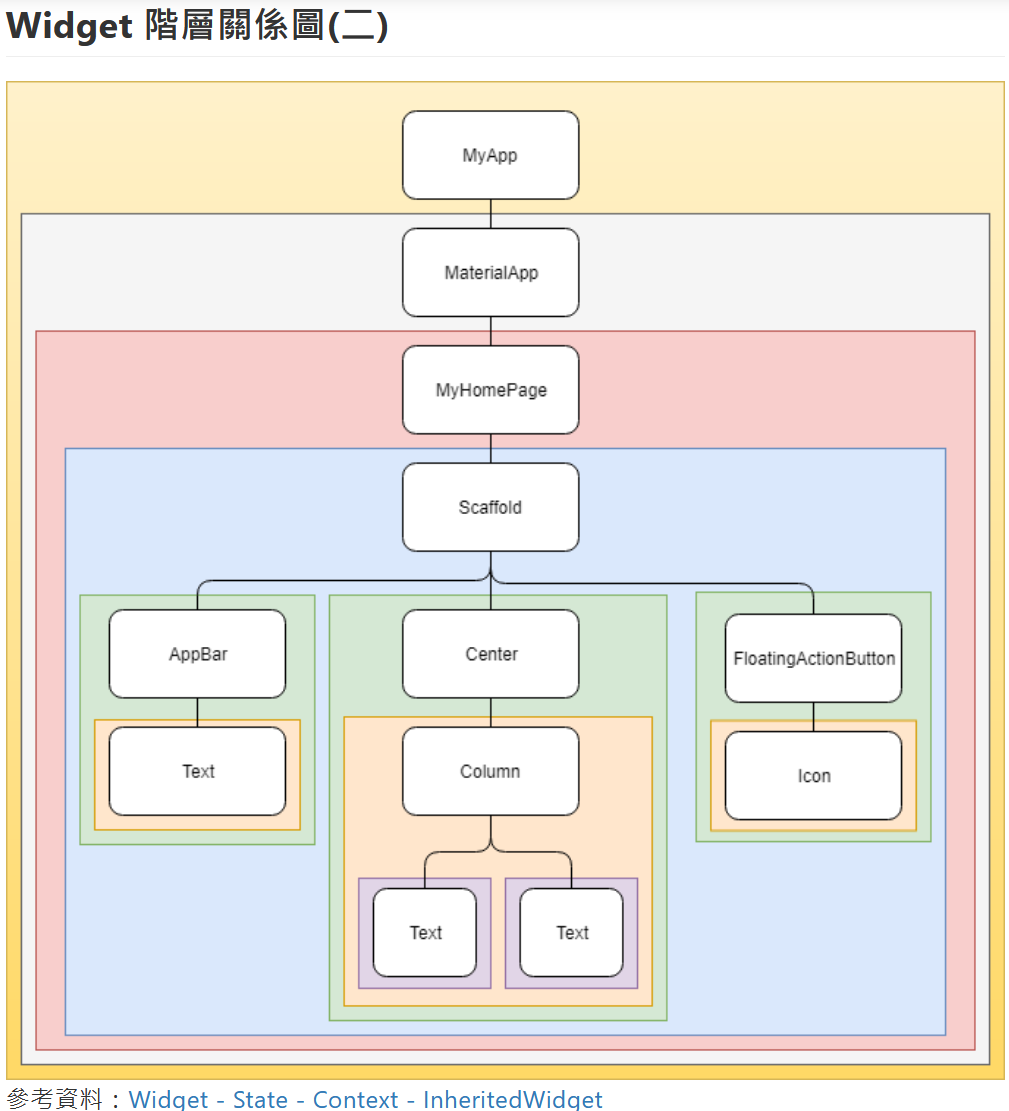 Widget 階層關係圖(二)
MyApp
MaterialApp
MyHomePage
Scaffold
AppBar
Center
FloatingActionButton
Text
Column
Icon
Text
Text
參考資料：Widget - State - Context - InheritedWidget